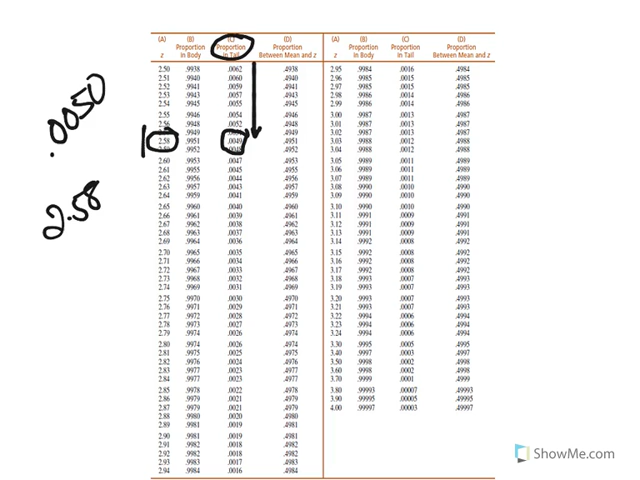 (A) (B) (C) (D) (A) (B) (C) (D)
Proportion Proportion Proportion Proportion Proportion Proportion
z in Body in Tail Between Mean and z z in Body in Tail Between Mean and z
2.50 .9938 .0062 .4938 2.95 .9984 .0016 .4984
2.51 .9940 .0060 .4940 2.96 .9985 .0015 .4985
2.52 .9941 .0059 .4941 2.97 .9985 .0015 .4985
2.53 .9943 .0057 .4943 2.98 .9986 .0014 .4986
2.54 .9945 .0055 .4945 2.99 .9986 .0014 .4986
2.55 .9946 .0054 .4946 3.00 .9987 .0013 .4987
2.56 .9948 .0052 .4948 3.01 .9987 .0013 .4987
.9949 .4949 3.02 .9987 .0013 .4987
2.58 .9951 .0049 .4951 3.03 .9988 .0012 .4988
2.59 .9952 .0048 .4952 3.04 .9988 .0012 .4988
2.60 .9953 .0047 .4953 3.05 .9989 .0011 .4989
2.61 .9955 .0045 .4955 3.06 .9989 .0011 .4989
2.62 .9956 .0044 .4956 3.07 .9989 .0011 .4989
2.63 .9957 .0043 .4957 3.08 .9990 .0010 .4990
2.64 .9959 .0041 .4959 3.09 .9990 .0010 .4990
2.65 .9960 .0040 .4960 3.10 .9990 .0010 .4990
2.66 .9961 .0039 .4961 3.11 .9991 .0009 .4991
2.67 .9962 .0038 .4962 3.12 .9991 .0009 .4991
2.68 .9963 .0037 .4963 3.13 .9991 .0009 .4991
2.69 .9964 .0036 .4964 3.14 .9992 .0008 .4992
2.70 .9965 .0035 .4965 3.15 .9992 .0008 .4992
2.71 .9966 .0034 .4966 3.16 .9992 .0008 .4992
2.72 .9967 .0033 .4967 3.17 .9992 .0008 .4992
2.73 .9968 .0032 .4968 3.18 .9993 .0007 .4993
2.74 .9969 .0031 .4969 3.19 .9993 .0007 .4993
2.75 .9970 .0030 .4970 3.20 .9993 .0007 .4993
2.76 .9971 .0029 .4971 3.21 .9993 .0007 .4993
2.77 .9972 .0028 .4972 3.22 .9994 .0006 .4994
2.78 .9973 .0027 .4973 3.23 .9994 .0006 .4994
2.79 .9974 .0026 .4974 3.24 .9994 .0006 .4994
2.80 .9974 .0026 .4974 3.30 .9995 .0005 .4995
2.81 .9975 .0025 .4975 3.40 .9997 .0003 .4997
2.82 .9976 .0024 .4976 3.50 .9998 .0002 .4998
2.83 .9977 .0023 .4977 3.60 .9998 .0002 .4998
2.84 .9977 .0023 .4977 3.70 .9999 .0001 .4999
2.85 .9978 .0022 .4978 3.80 .99993 .00007 .49993
2.86 .9979 .0021 .4979 3.90 .99995 .00005 .49995
2.87 .9979 .0021 .4979 4.00 .99997 .00003 .49997
2.88 .9980 .0020 .4980
2.89 .9981 .0019 .4981
2.90 .9981 .0019 .4981
2.91 .9982 .0018 .4982
2.92 .9982 .0018 .4982
2.93 .9983 .0017 .4983
2.94 .9984 .0016 .4984
.0050
2.58
ShowMe.com